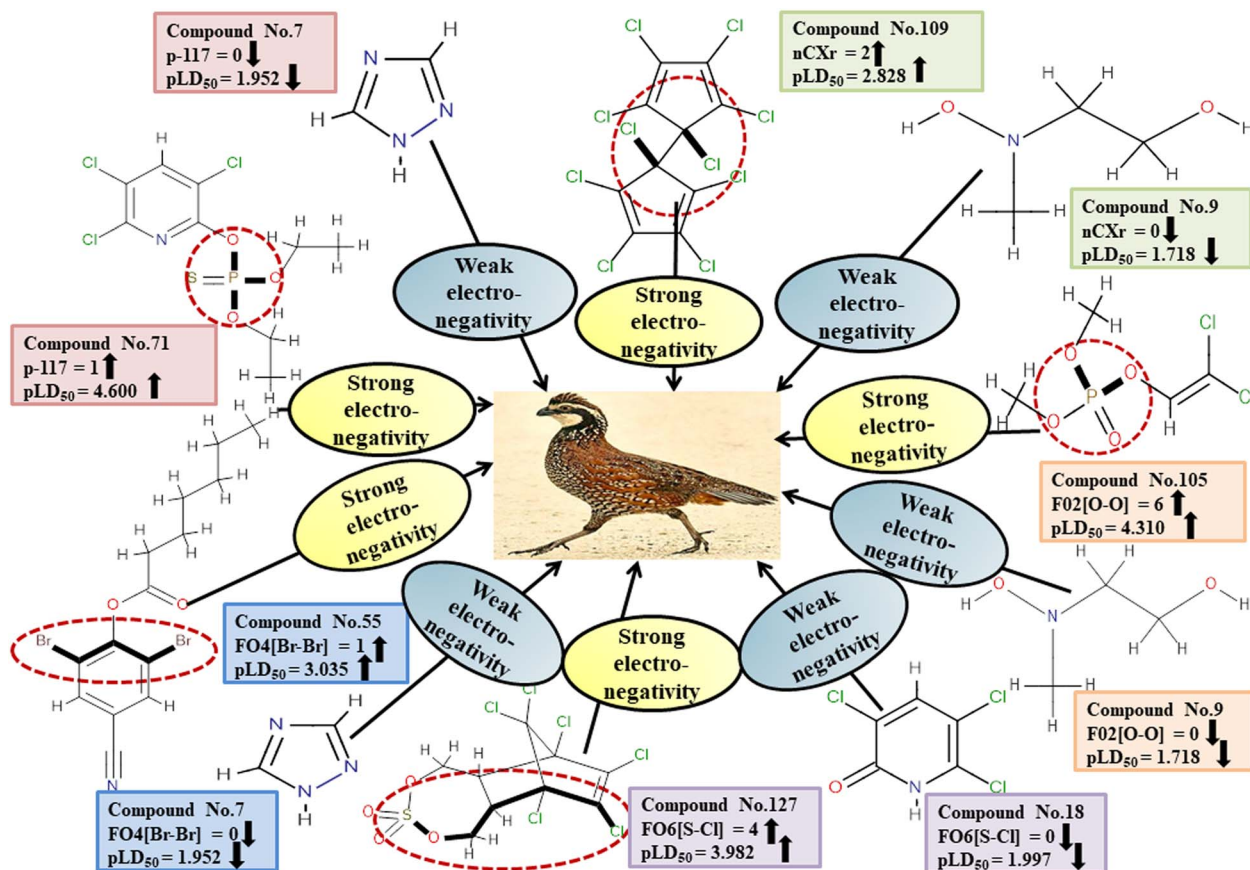 Compound No.7
p-117 = 0
pLD50 = 1.952
Compound No.109
nCXr = 2
pLD50 = 2.828
Compound No.9
nCXr = 0
pLD50 = 1.718
Compound No.71
p-117 = 1
pLD50 = 4.600
Compound No.105
F02[O-O] = 6
pLD50 = 4.310
Compound No.55
FO4[Br-Br] = 1
pLD50 = 3.035
Compound No.7
FO4[Br-Br] = 0
pLD50 = 1.952
Compound No.127
FO6[S-Cl] = 4
pLD50 = 3.982
Compound No.18
FO6[S-Cl] = 0
pLD50 = 1.997
Compound No.9
F02[O-O] = 0
pLD50 = 1.718
Weak
electro-
negativity
Strong
electro-
negativity
Weak
electro-
negativity
Strong
electro-
negativity
Strong
electro-
negativity
Strong
electro-
negativity
Weak
electro-
negativity
Weak
electro-
negativity
Strong
electro-
negativity
Weak
electro-
negativity